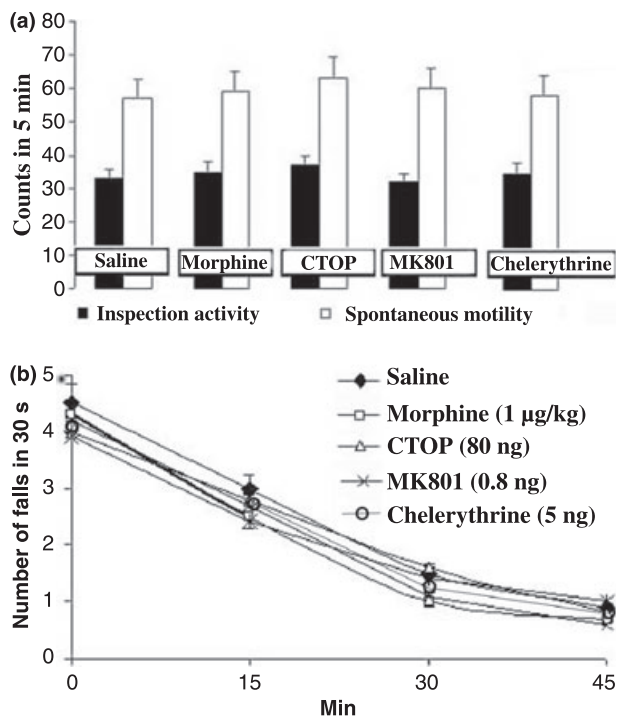 (a)
80
70
60
50
40
30
20
10
0
Counts in 5 min
Saline Morphine CTOP MK801 Chelerythrine
Inspection activity Spontaneous motility
(b)
5
4
3
2
1
0
Number of falls in 30 s
Saline
Morphine (1 µg/kg)
CTOP (80 ng)
MK801 (0.8 ng)
Chelerythrine (5 ng)
0 15 30 45
Min